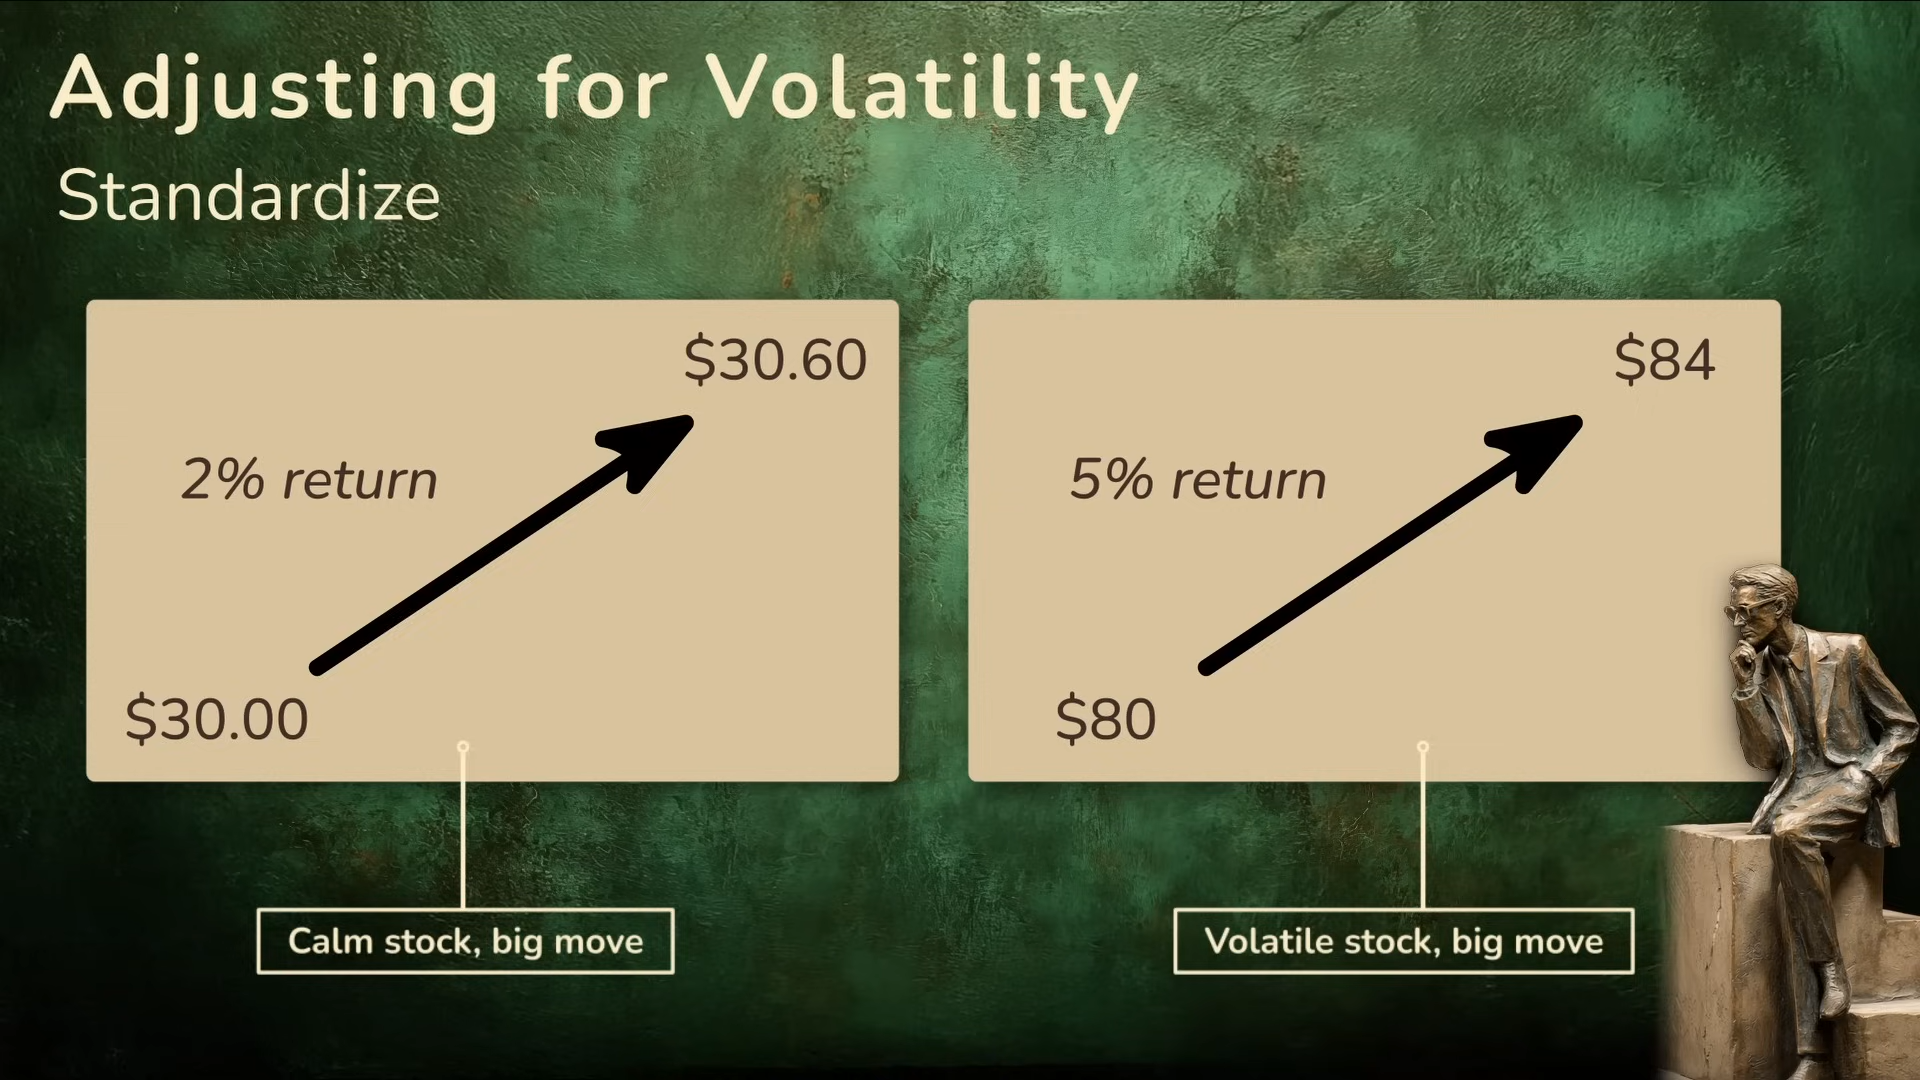 Adjusting for Volatility
Standardize
$30.60
2% return
$30.00
Calm stock, big move
$84
5% return
$80
Volatile stock, big move